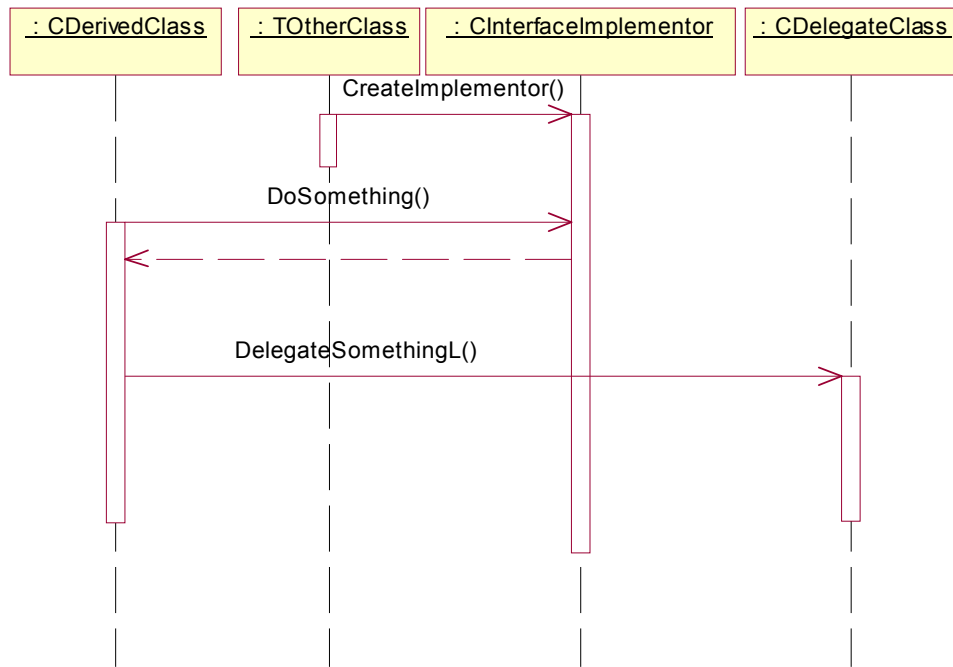 : CDerivedClass
: TOtherClass
: CInterfaceImplementor
: CDelegateClass
CreateImplementor()
DoSomething()
DelegateSomethingL()